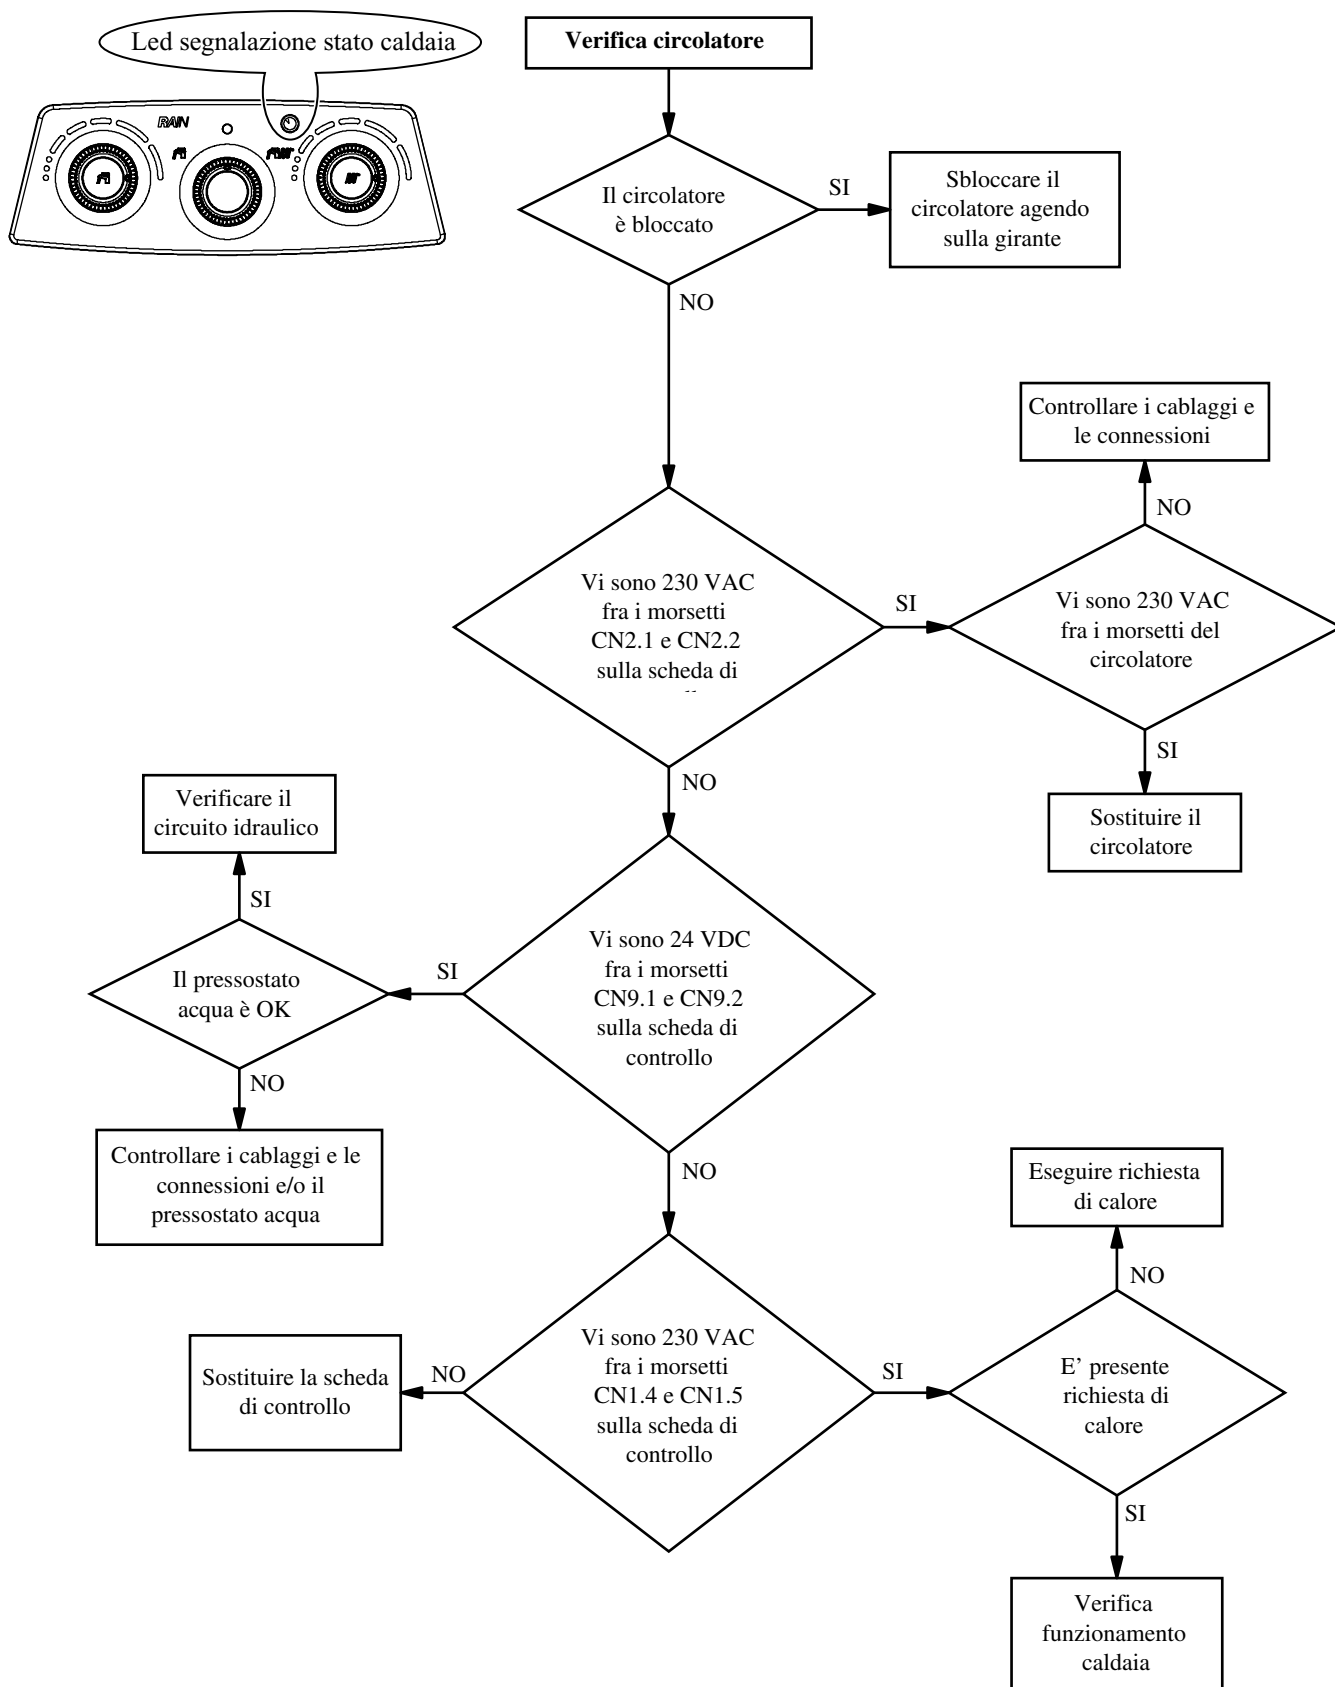 Led segnalazione stato caldaia
RAIN
Verifica circolatore
Il circolatore
è bloccato
SI
Sbloccare il
circolatore agendo
sulla girante
NO
Controllare i cablaggi e
le connessioni
NO
Vi sono 230 VAC
fra i morsetti
CN2.1 e CN2.2
sulla scheda di
SI
Vi sono 230 VAC
fra i morsetti del
circolatore
SI
Sostituire il
circolatore
NO
Verificare il
circuito idraulico
SI
Il pressostato
acqua è OK
SI
Vi sono 24 VDC
fra i morsetti
CN9.1 e CN9.2
sulla scheda di
controllo
NO
Controllare i cablaggi e le
connessioni e/o il
pressostato acqua
NO
Eseguire richiesta
di calore
NO
Sostituire la scheda
di controllo
NO
Vi sono 230 VAC
fra i morsetti
CN1.4 e CN1.5
sulla scheda di
controllo
SI
E' presente
richiesta di
calore
SI
Verifica
funzionamento
caldaia